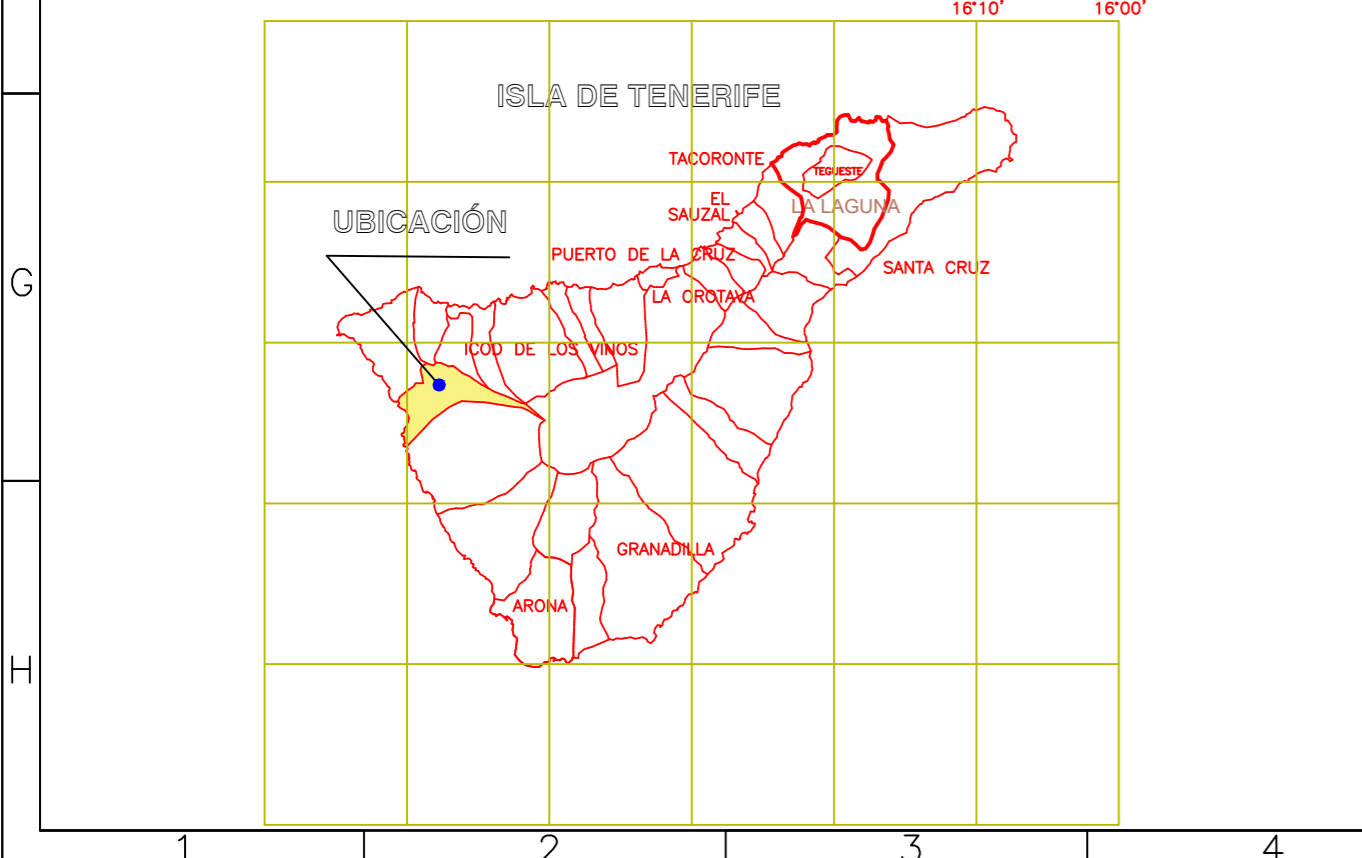 16°10'
16°00'
ISLA DE TENERIFE
TACORONTE
TEGUESTE
EL
SAUZAL
LA LAGUNA
UBICACIÓN
PUERTO DE LA CRUZ
SANTA CRUZ
G
LA OROTAVA
ICOD DE LOS VINOS
GRANADILLA
ARONA
H
1
2
3
4